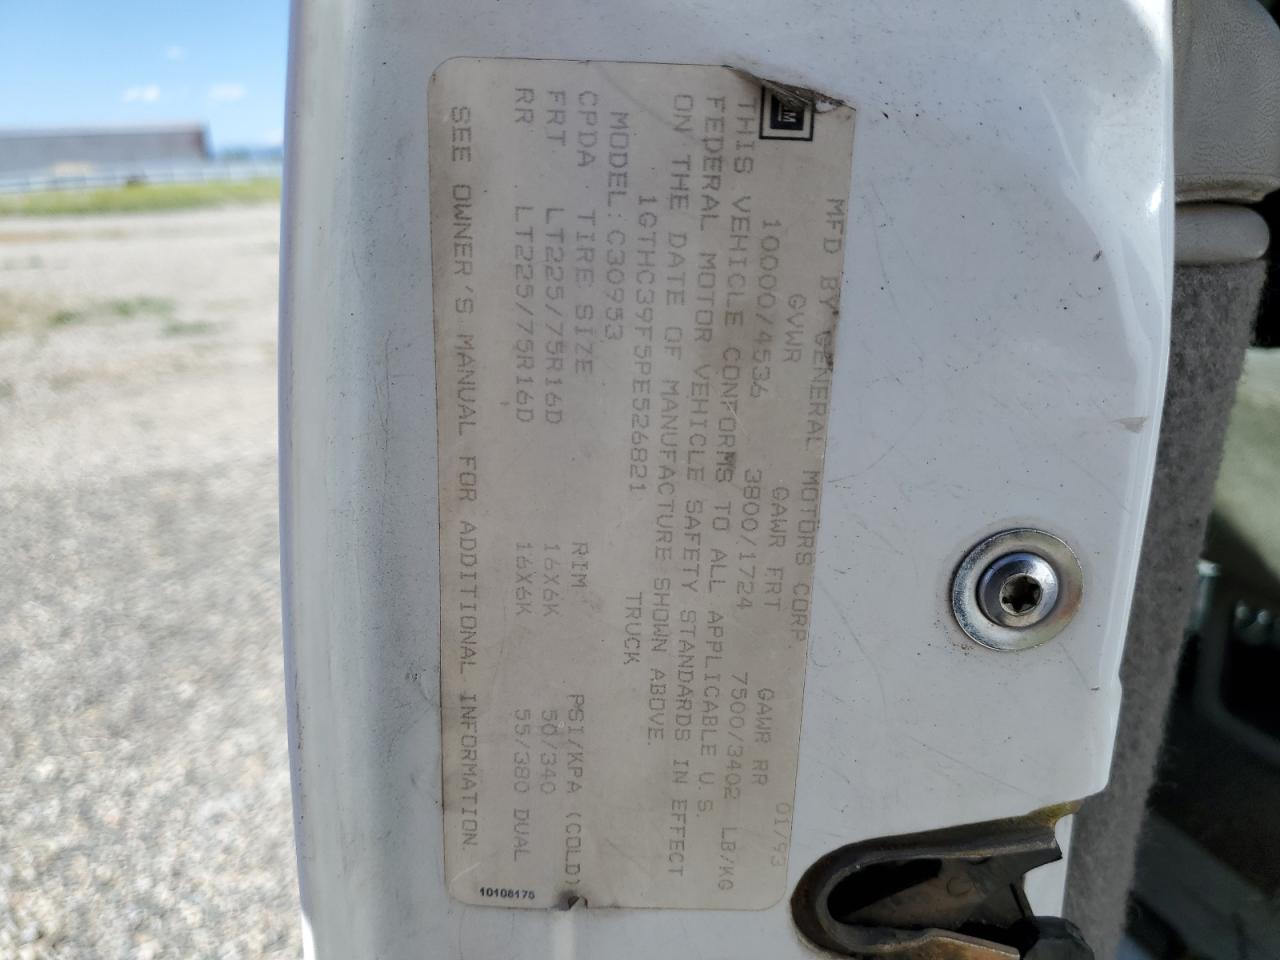 GM
MFD BY GENERAL MOTORS CORP 01/93
GVWR GAWR FRT GAWR RR
10000/4536 3800/1724 7500/3402 LB/KG
THIS VEHICLE CONFORMS TO ALL APPLICABLE U.S.
FEDERAL MOTOR VEHICLE SAFETY STANDARDS IN EFFECT
ON THE DATE OF MANUFACTURE SHOWN ABOVE.
1GTHC39F5PE526821 TRUCK
MODEL: C30953
CPDA TIRE SIZE RIM PSI/KPA (COLD)
FRT LT225/75R16D 16X6K 50/340
RR LT225/75R16D 16X6K 55/380 DUAL
SEE OWNER'S MANUAL FOR ADDITIONAL INFORMATION
10108175